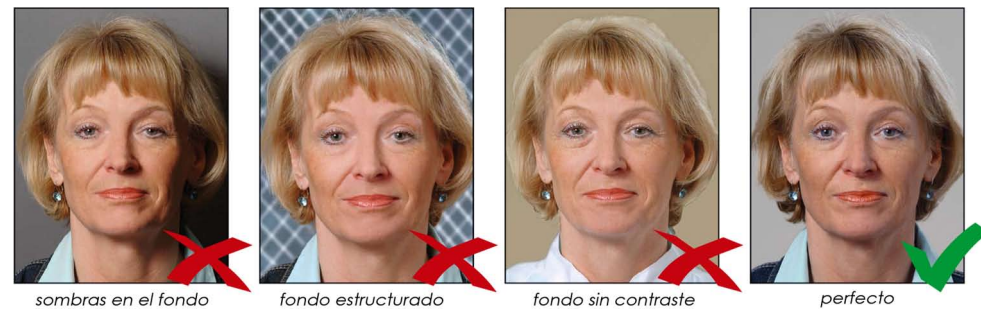 sombras en el fondo
fondo estructurado
fondo sin contraste
perfecto